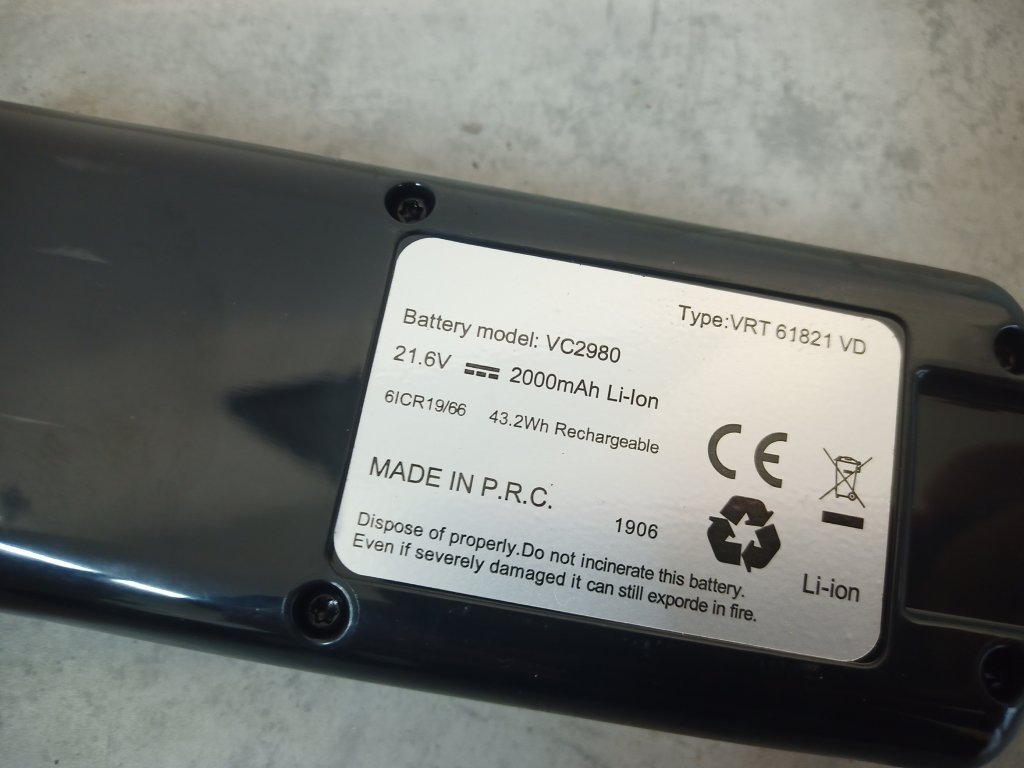 Type:VRT 61821 VD
Battery model: VC2980
21.6V 2000mAh Li-Ion
6ICR19/66 43.2Wh Rechargeable
CE
MADE IN P.R.C.
1906
Dispose of properly.Do not incinerate this battery.
Even if severely damaged it can still exporde in fire.
Li-ion